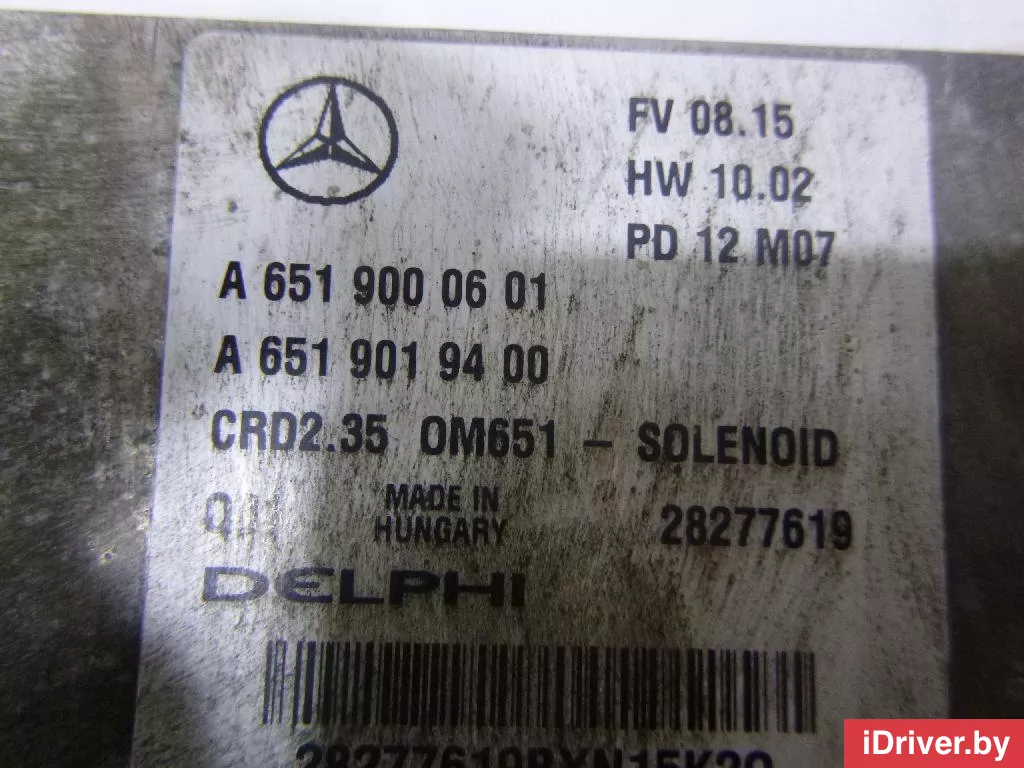 FV 08.15
HW 10.02
PD 12 M07
A 651 900 06 01
A 651 901 94 00
CRD2.35 OM651 – SOLENOID
MADE IN
HUNGARY
28277619
DELPHI
iDriver.by